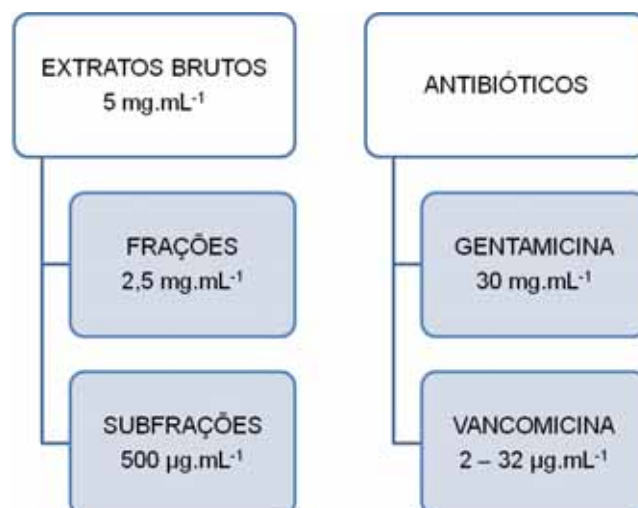 EXTRATOS BRUTOS
5 mg.mL⁻¹
FRAÇÕES
2,5 mg.mL⁻¹
SUBFRAÇÕES
500 µg.mL⁻¹
ANTIBIÓTICOS
GENTAMICINA
30 mg.mL⁻¹
VANCOMICINA
2 – 32 µg.mL⁻¹